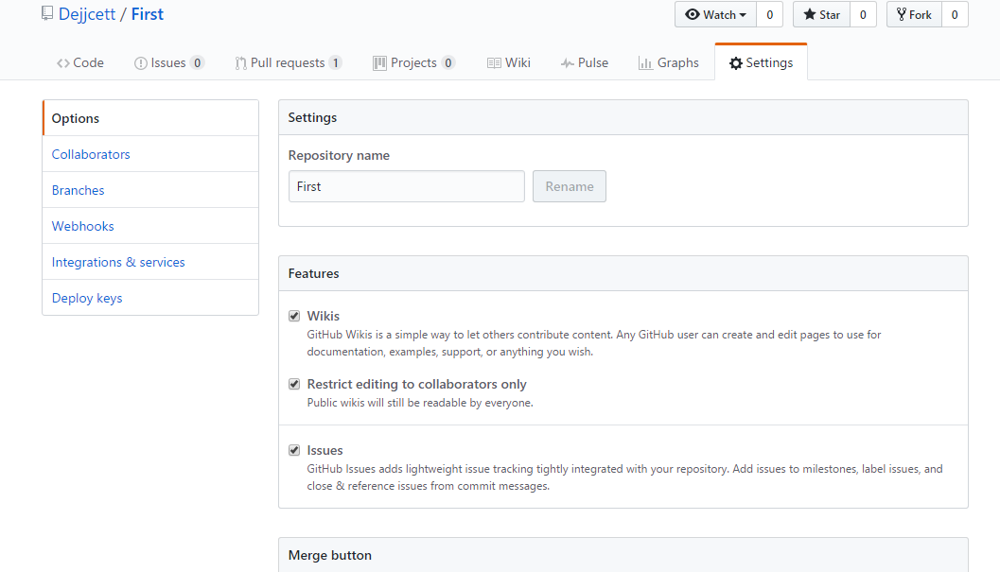 Dejjcett / First
Watch 0 Star 0 Fork 0
Code Issues 0 Pull requests 1 Projects 0 Wiki Pulse Graphs Settings
Options
Collaborators
Branches
Webhooks
Integrations & services
Deploy keys
Settings
Repository name
First Rename
Features
Wikis
GitHub Wikis is a simple way to let others contribute content. Any GitHub user can create and edit pages to use for
documentation, examples, support, or anything you wish.
Restrict editing to collaborators only
Public wikis will still be readable by everyone.
Issues
GitHub Issues adds lightweight issue tracking tightly integrated with your repository. Add issues to milestones, label issues, and
close & reference issues from commit messages.
Merge button